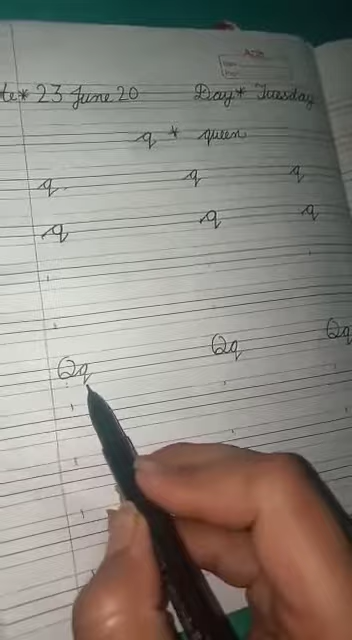 te* 23 June 20 Day* Tuesday
q * queen
q q q
q q q
Qq Qq Qq